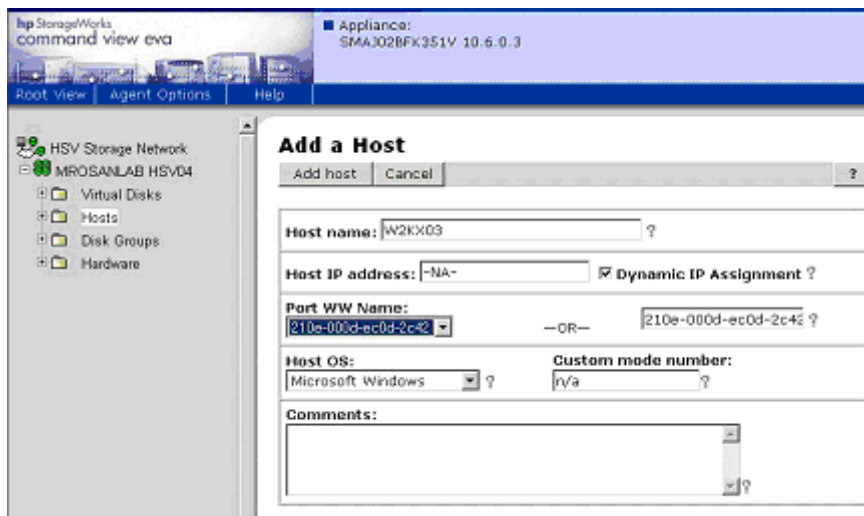 hp StorageWorks
command view eva
Appliance:
SMAJ02BFK351V 10.6.0.3
Root View
Agent Options
Help
HSV Storage Network
MROSANLAB HSV04
Virtual Disks
Hosts
Disk Groups
Hardware
Add a Host
Add host
Cancel
?
Host name: W2KX03 ?
Host IP address: -NA- Dynamic IP Assignment ?
Port WW Name:
210e-000d-ec0d-2c42 —OR— 210e-000d-ec0d-2c42 ?
Host OS: Custom mode number:
Microsoft Windows ? n/a ?
Comments:
?